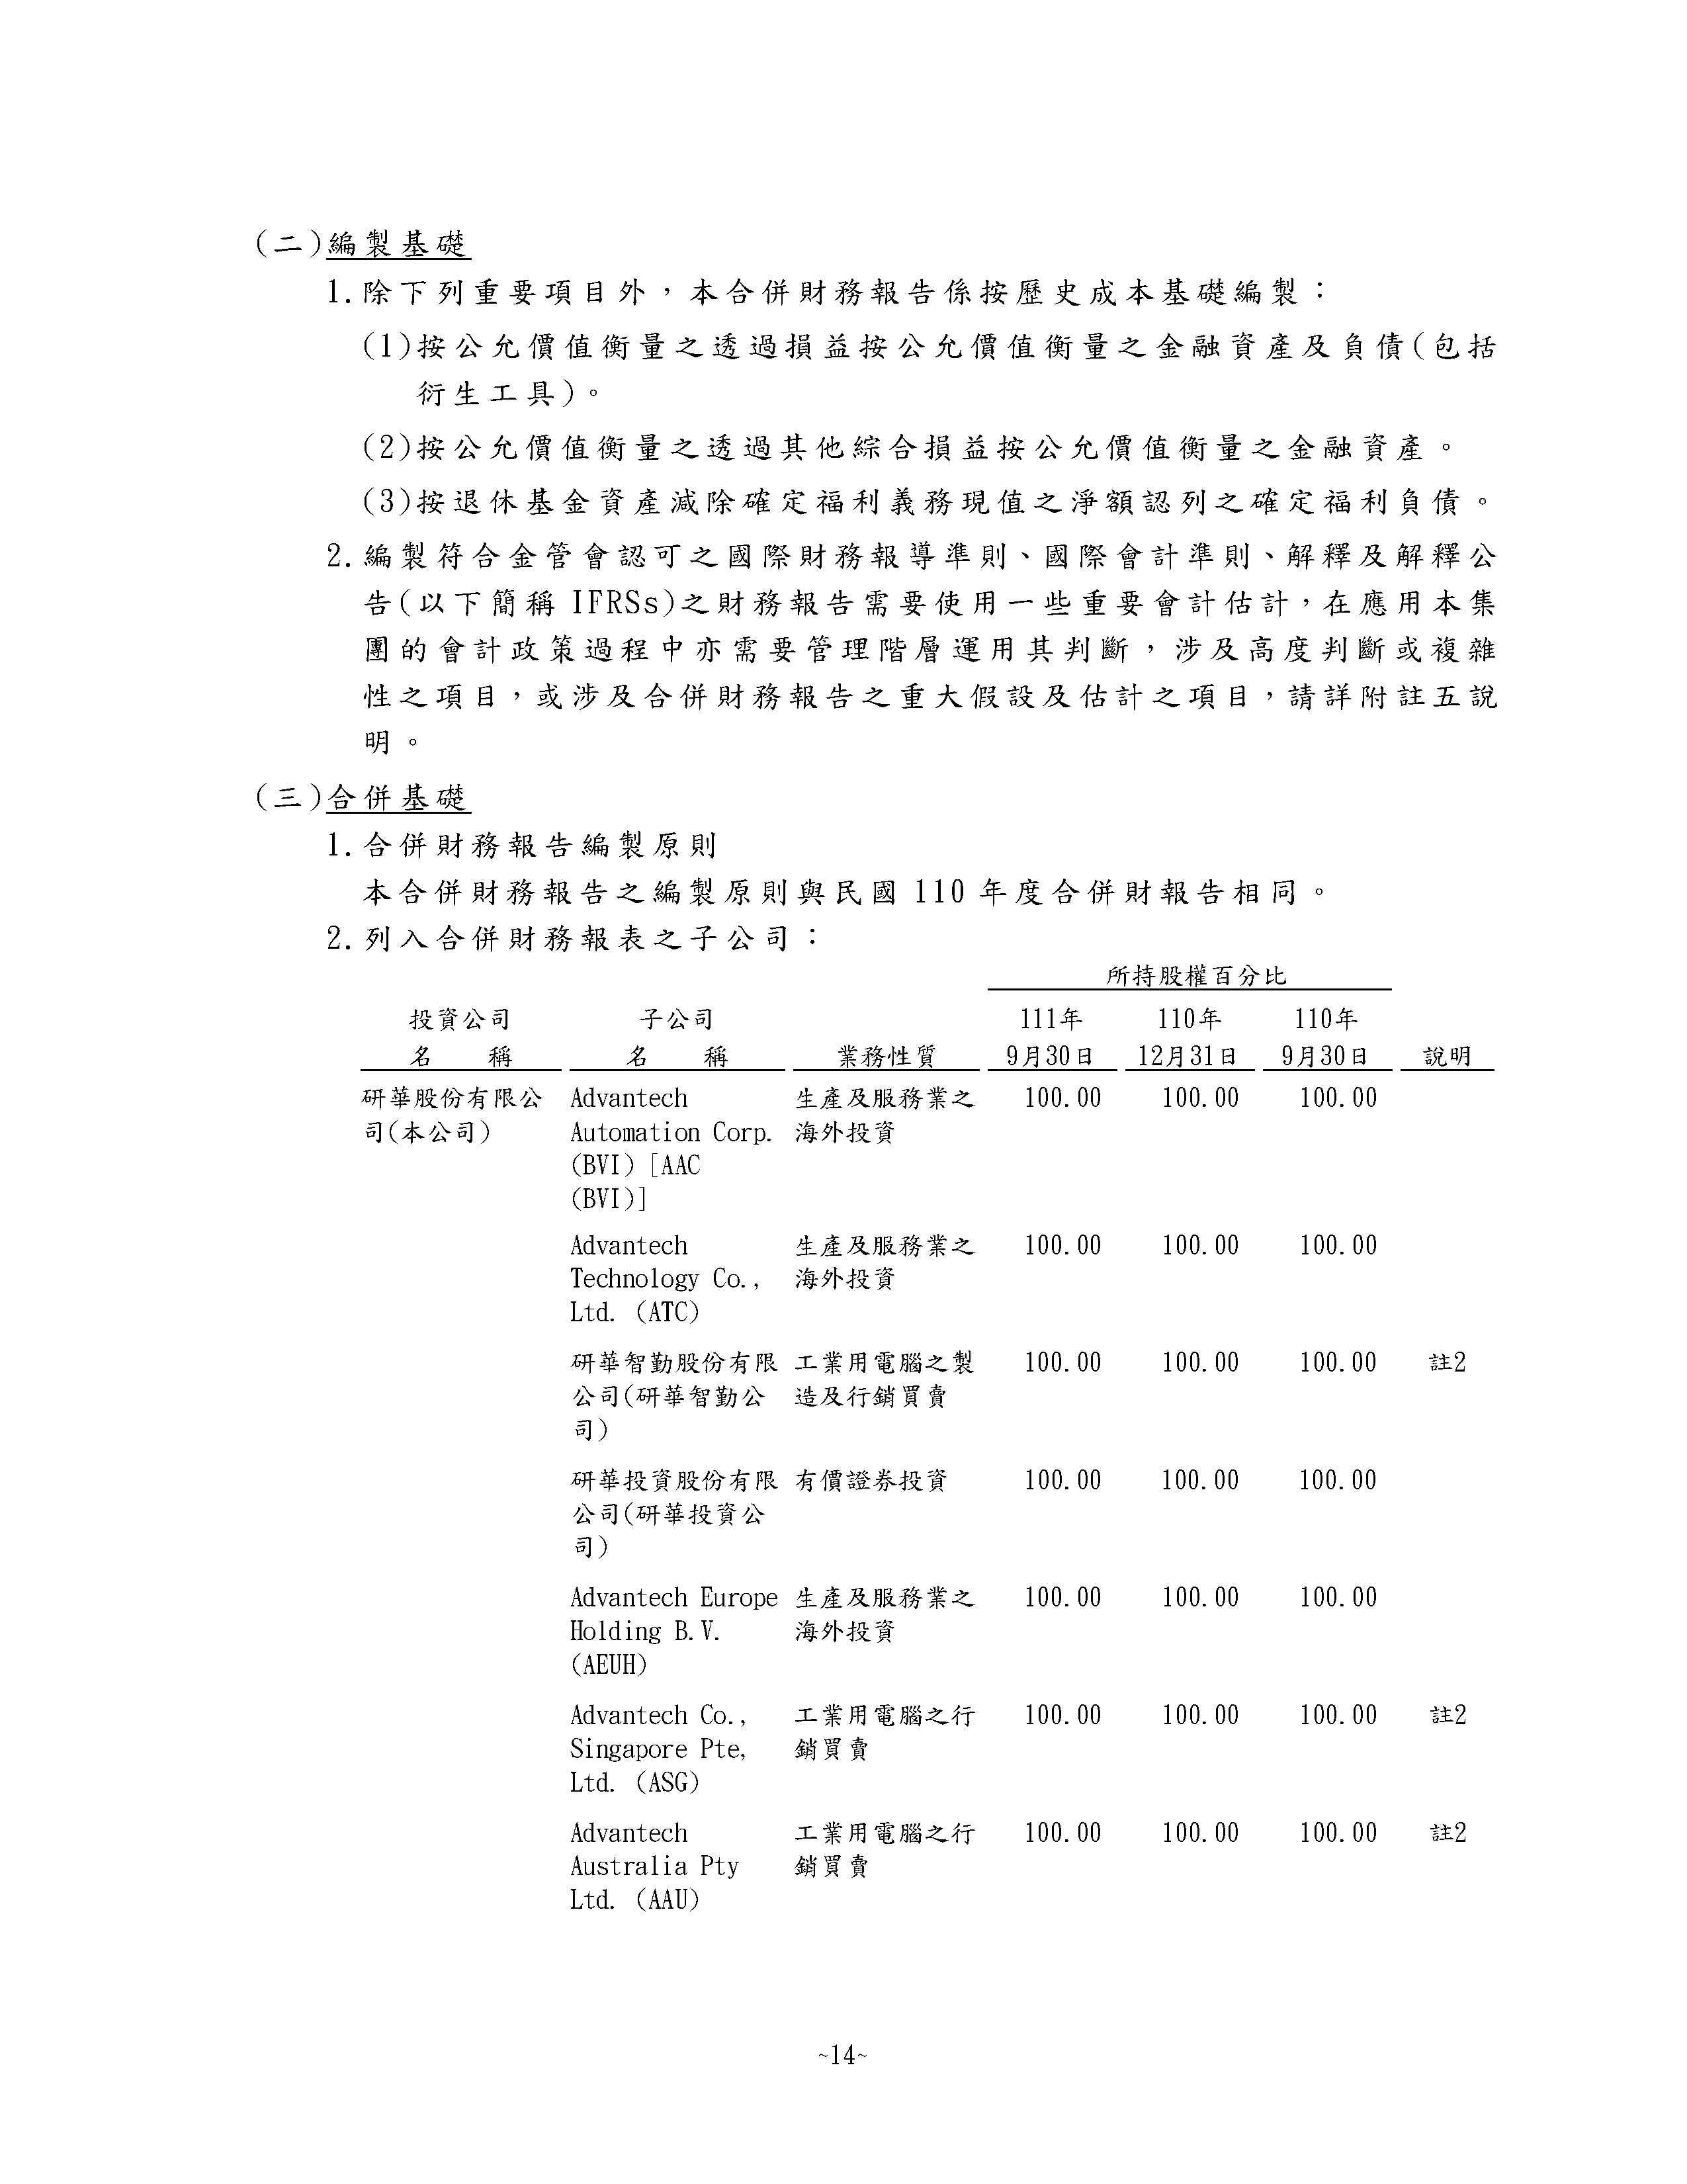 (二)編製基礎
1.除下列重要項目外，本合併財務報告係按歷史成本基礎編製：
(1)按公允價值衡量之透過損益按公允價值衡量之金融資產及負債(包括
衍生工具)。
(2)按公允價值衡量之透過其他綜合損益按公允價值衡量之金融資產。
(3)按退休基金資產減除確定福利義務現值之淨額認列之確定福利負債。
2.編製符合金管會認可之國際財務報導準則、國際會計準則、解釋及解釋公
告(以下簡稱 IFRSs)之財務報告需要使用一些重要會計估計，在應用本集
團的會計政策過程中亦需要管理階層運用其判斷，涉及高度判斷或複雜
性之項目，或涉及合併財務報告之重大假設及估計之項目，請詳附註五說
明。
(三)合併基礎
1.合併財務報告編製原則
本合併財務報告之編製原則與民國 110 年度合併財報告相同。
2.列入合併財務報表之子公司：
所持股權百分比
投資公司 子公司 111年 110年 110年
名　　稱 名　　稱 業務性質 9月30日 12月31日 9月30日 說明
研華股份有限公 Advantech 生產及服務業之 100.00 100.00 100.00
司(本公司) Automation Corp. 海外投資
(BVI) [AAC
(BVI)]
Advantech 生產及服務業之 100.00 100.00 100.00
Technology Co., 海外投資
Ltd. (ATC)
研華智勤股份有限 工業用電腦之製 100.00 100.00 100.00 註2
公司(研華智勤公 造及行銷買賣
司)
研華投資股份有限 有價證券投資 100.00 100.00 100.00
公司(研華投資公
司)
Advantech Europe 生產及服務業之 100.00 100.00 100.00
Holding B.V. 海外投資
(AEUH)
Advantech Co., 工業用電腦之行 100.00 100.00 100.00 註2
Singapore Pte, 銷買賣
Ltd. (ASG)
Advantech 工業用電腦之行 100.00 100.00 100.00 註2
Australia Pty 銷買賣
Ltd. (AAU)
~14~